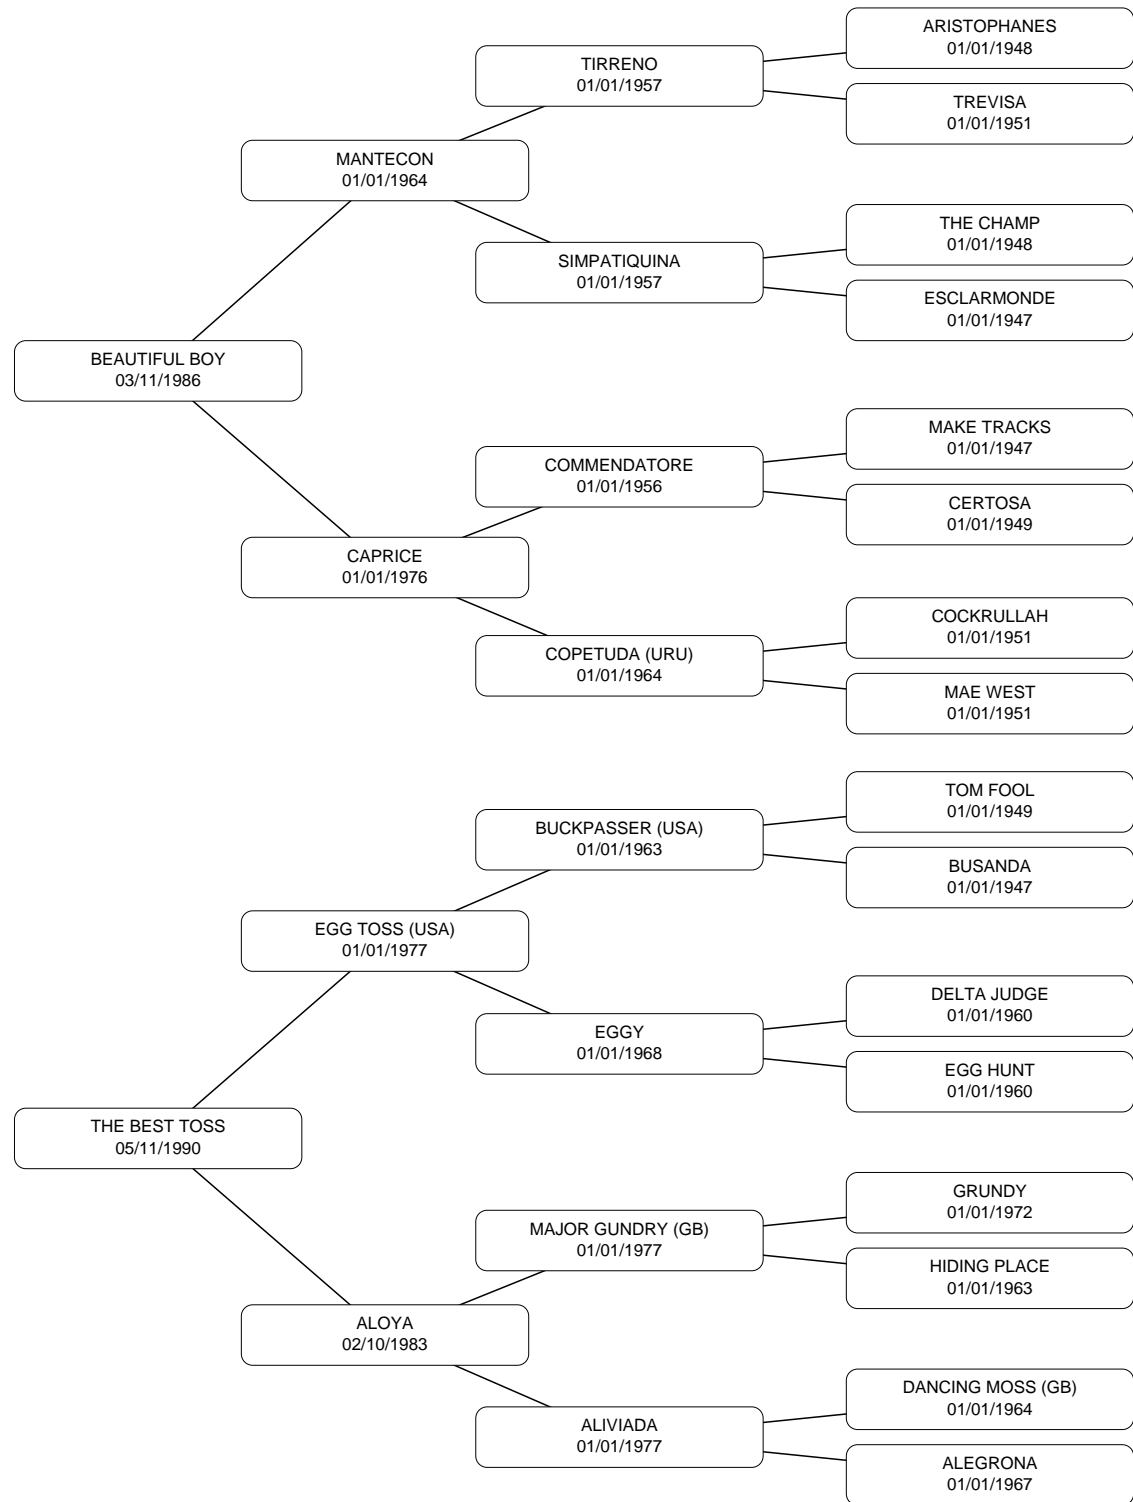 ARISTOPHANES
01/01/1948
TIRRENO
01/01/1957
TREVISA
01/01/1951
MANTECON
01/01/1964
THE CHAMP
01/01/1948
SIMPATIQUINA
01/01/1957
ESCLARMONDE
01/01/1947
BEAUTIFUL BOY
03/11/1986
MAKE TRACKS
01/01/1947
COMMENDATORE
01/01/1956
CERTOSA
01/01/1949
CAPRICE
01/01/1976
COCKRULLAH
01/01/1951
COPETUDA (URU)
01/01/1964
MAE WEST
01/01/1951
TOM FOOL
01/01/1949
BUCKPASSER (USA)
01/01/1963
BUSANDA
01/01/1947
EGG TOSS (USA)
01/01/1977
DELTA JUDGE
01/01/1960
EGGY
01/01/1968
EGG HUNT
01/01/1960
THE BEST TOSS
05/11/1990
GRUNDY
01/01/1972
MAJOR GUNDRY (GB)
01/01/1977
HIDING PLACE
01/01/1963
ALOYA
02/10/1983
DANCING MOSS (GB)
01/01/1964
ALIVIADA
01/01/1977
ALEGRONA
01/01/1967